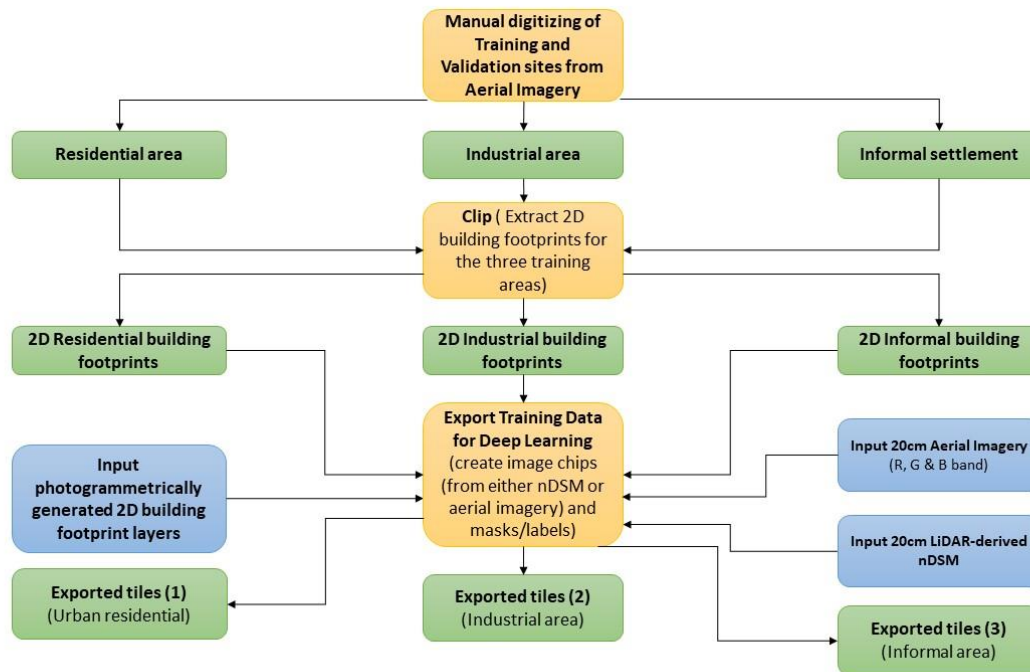 Manual digitizing of
Training and
Validation sites from
Aerial Imagery
Residential area
Industrial area
Informal settlement
Clip ( Extract 2D
building footprints for
the three training
areas)
2D Residential building
footprints
2D Industrial building
footprints
2D Informal building
footprints
Export Training Data
for Deep Learning
(create image chips
(from either nDSM or
aerial imagery) and
masks/labels)
Input
photogrammetrically
generated 2D building
footprint layers
Input 20cm Aerial Imagery
(R, G & B band)
Input 20cm LiDAR-derived
nDSM
Exported tiles (1)
(Urban residential)
Exported tiles (2)
(Industrial area)
Exported tiles (3)
(Informal area)